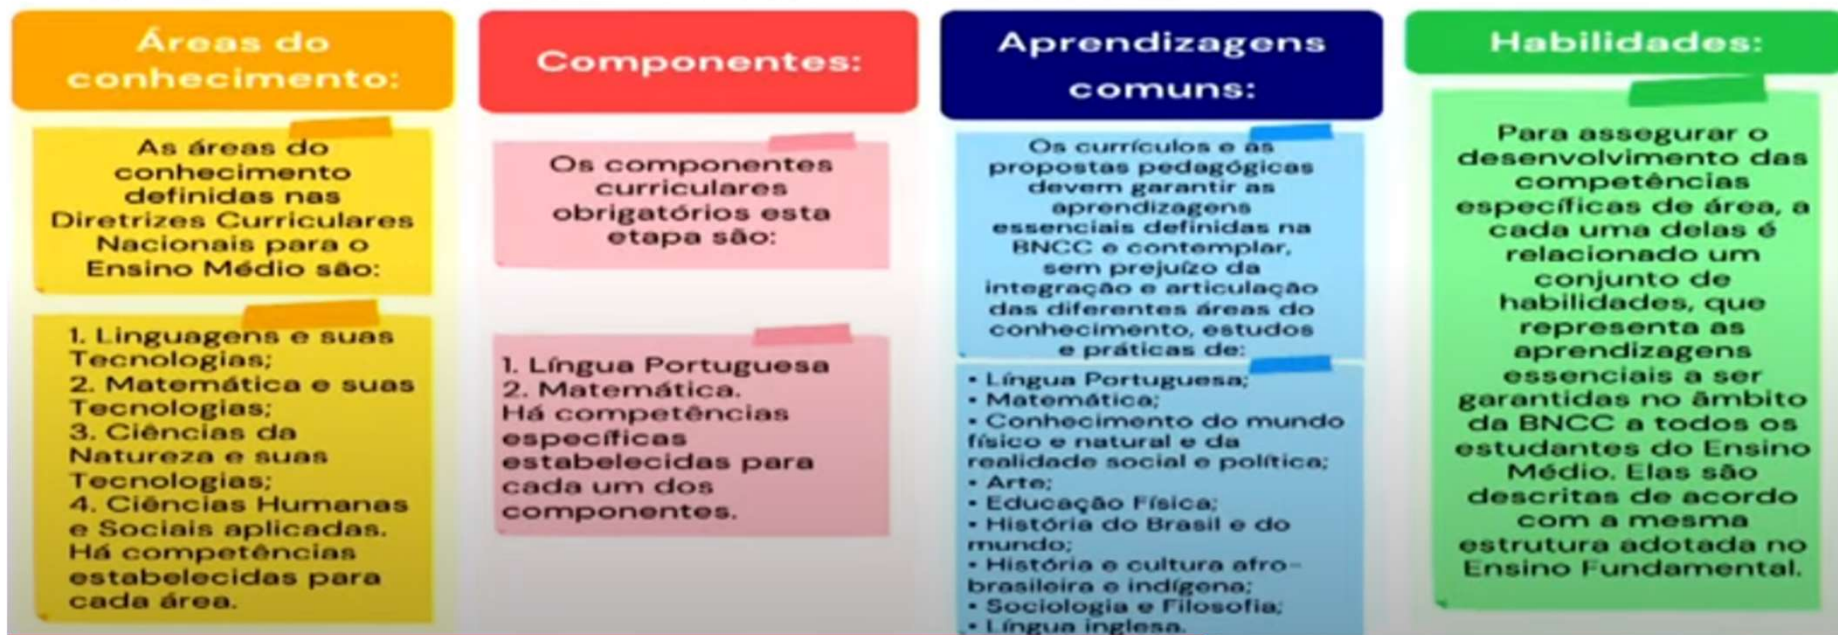 Áreas do
conhecimento:
As áreas do
conhecimento
definidas nas
Diretrizes Curriculares
Nacionais para o
Ensino Médio são:
1. Linguagens e suas
Tecnologias;
2. Matemática e suas
Tecnologias;
3. Ciências da
Natureza e suas
Tecnologias;
4. Ciências Humanas
e Sociais aplicadas.
Há competências
estabelecidas para
cada área.
Componentes:
Os componentes
curriculares
obrigatórios esta
etapa são:
1. Língua Portuguesa
2. Matemática.
Há competências
específicas
estabelecidas para
cada um dos
componentes.
Aprendizagens
comuns:
Os currículos e as
propostas pedagógicas
devem garantir as
aprendizagens
essenciais definidas na
BNCC e contemplar,
sem prejuízo da
integração e articulação
das diferentes áreas do
conhecimento, estudos
e práticas de:
• Língua Portuguesa;
• Matemática;
• Conhecimento do mundo
físico e natural e da
realidade social e política;
• Arte;
• Educação Física;
• História do Brasil e do
mundo;
• História e cultura afro-
brasileira e indígena;
• Sociologia e Filosofia;
• Língua inglesa.
Habilidades:
Para assegurar o
desenvolvimento das
competências
específicas de área, a
cada uma delas é
relacionado um
conjunto de
habilidades, que
representa as
aprendizagens
essenciais a ser
garantidas no âmbito
da BNCC a todos os
estudantes do Ensino
Médio. Elas são
descritas de acordo
com a mesma
estrutura adotada no
Ensino Fundamental.